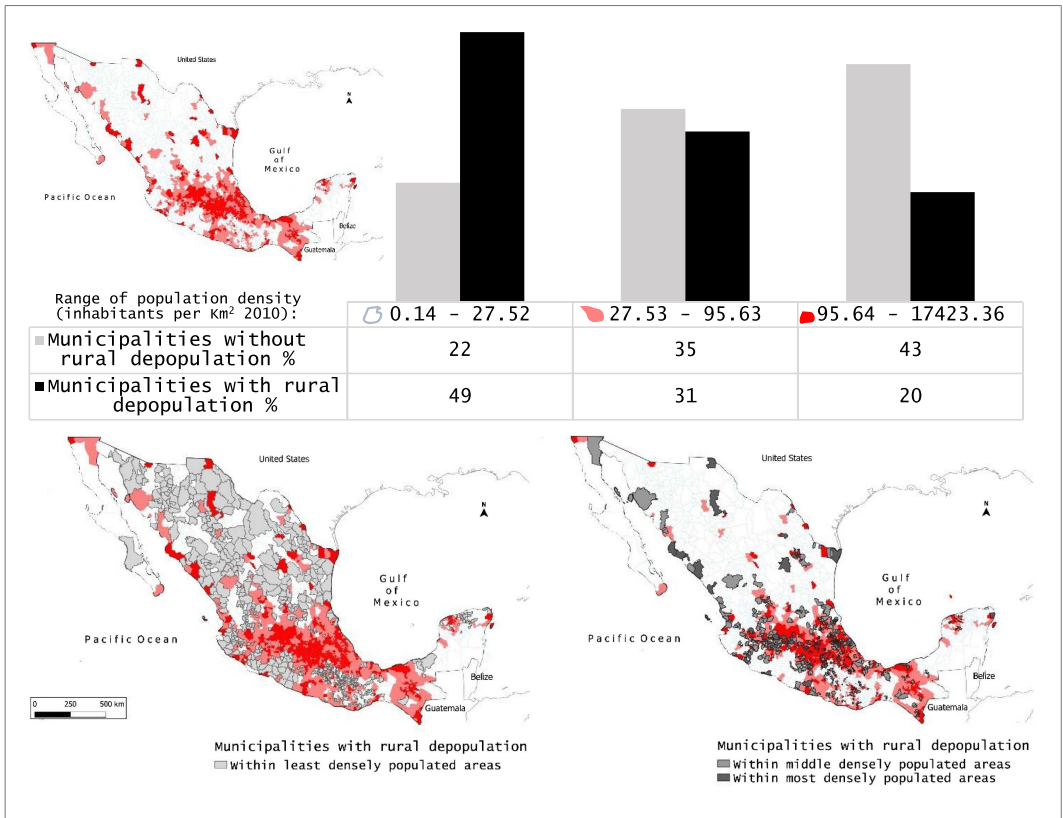 United States
N
Gulf
of
Mexico
Pacific Ocean
Belize
Guatemala
Range of population density
(inhabitants per Km² 2010):
0.14 - 27.52
27.53 - 95.63
95.64 - 17423.36
Municipalities without
rural depopulation %
22
35
43
Municipalities with rural
depopulation %
49
31
20
United States
N
Gulf
of
Mexico
Pacific Ocean
Belize
Guatemala
0 250 500 km
Municipalities with rural depopulation
Within least densely populated areas
United States
N
Gulf
of
Mexico
Pacific Ocean
Belize
Guatemala
Municipalities with rural depopulation
Within middle densely populated areas
Within most densely populated areas